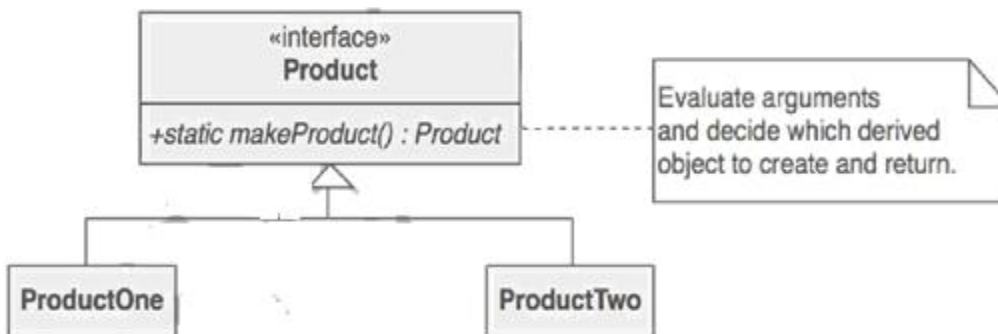 «interface»
Product
+static makeProduct() : Product
Evaluate arguments
and decide which derived
object to create and return.
ProductOne
ProductTwo